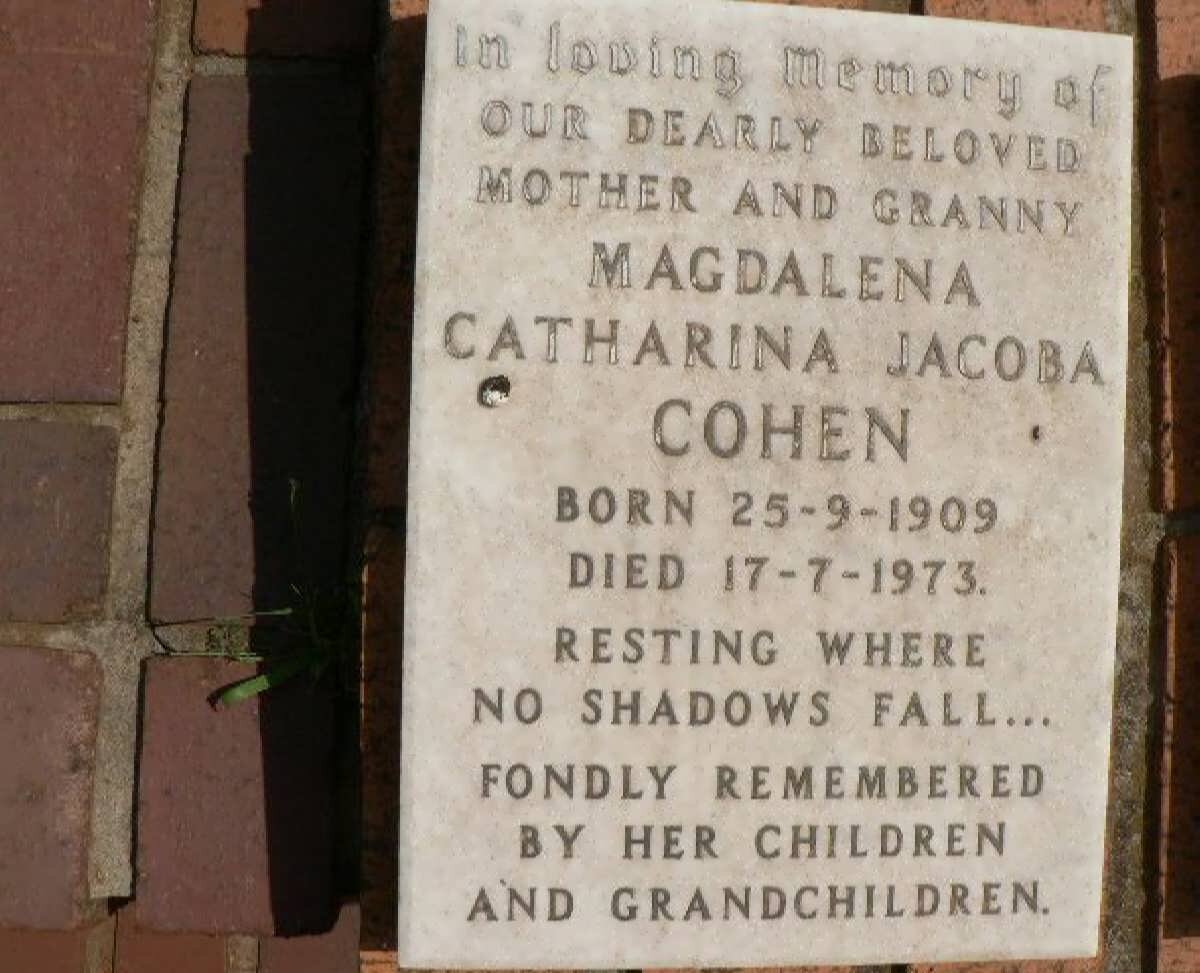 In loving Memory of
OUR DEARLY BELOVED
MOTHER AND GRANNY
MAGDALENA
CATHARINA JACOBA
COHEN
BORN 25-9-1909
DIED 17-7-1973.
RESTING WHERE
NO SHADOWS FALL...
FONDLY REMEMBERED
BY HER CHILDREN
AND GRANDCHILDREN.